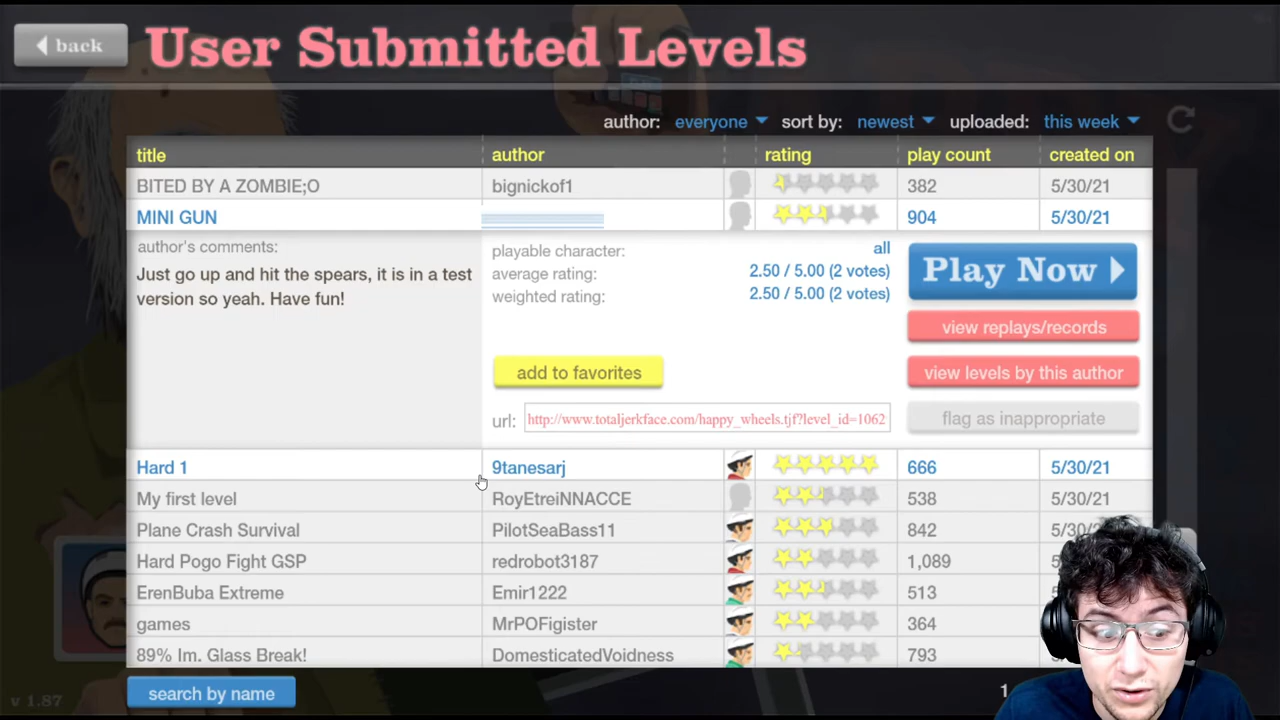 back
User Submitted Levels
author: everyone sort by: newest uploaded: this week
title author rating play count created on
BITED BY A ZOMBIE;O bignickof1 382 5/30/21
MINI GUN 904 5/30/21
author's comments:
Just go up and hit the spears, it is in a test
version so yeah. Have fun!
playable character: all
average rating: 2.50 / 5.00 (2 votes)
weighted rating: 2.50 / 5.00 (2 votes)
Play Now
view replays/records
add to favorites
view levels by this author
url: http://www.totaljerkface.com/happy_wheels.tjf?level_id=1062
flag as inappropriate
Hard 1 9tanesarj 666 5/30/21
My first level RoyEtreiNNACCE 538 5/30/21
Plane Crash Survival PilotSeaBass11 842
Hard Pogo Fight GSP redrobot3187 1,089
ErenBuba Extreme Emir1222 513
games MrPOFigister 364
89% Im. Glass Break! DomesticatedVoidness 793
search by name
1
v 1.87